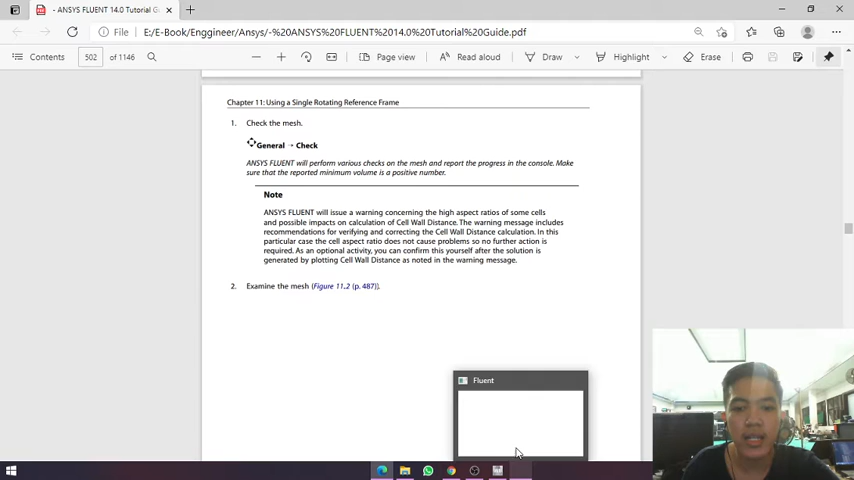 - ANSYS FLUENT 14.0 Tutorial G
File
E:/E-Book/Enggineer/Ansys/-%20ANSYS%20FLUENT%2014.0%20Tutorial%20Guide.pdf
Contents
502
of 1146
Page view
Read aloud
Draw
Highlight
Erase
Chapter 11: Using a Single Rotating Reference Frame
1. Check the mesh.
General → Check
ANSYS FLUENT will perform various checks on the mesh and report the progress in the console. Make
sure that the reported minimum volume is a positive number.
Note
ANSYS FLUENT will issue a warning concerning the high aspect ratios of some cells
and possible impacts on calculation of Cell Wall Distance. The warning message includes
recommendations for verifying and correcting the Cell Wall Distance calculation. In this
particular case the cell aspect ratio does not cause problems so no further action is
required. As an optional activity, you can confirm this yourself after the solution is
generated by plotting Cell Wall Distance as noted in the warning message.
2. Examine the mesh (Figure 11.2 (p. 487)).
Fluent